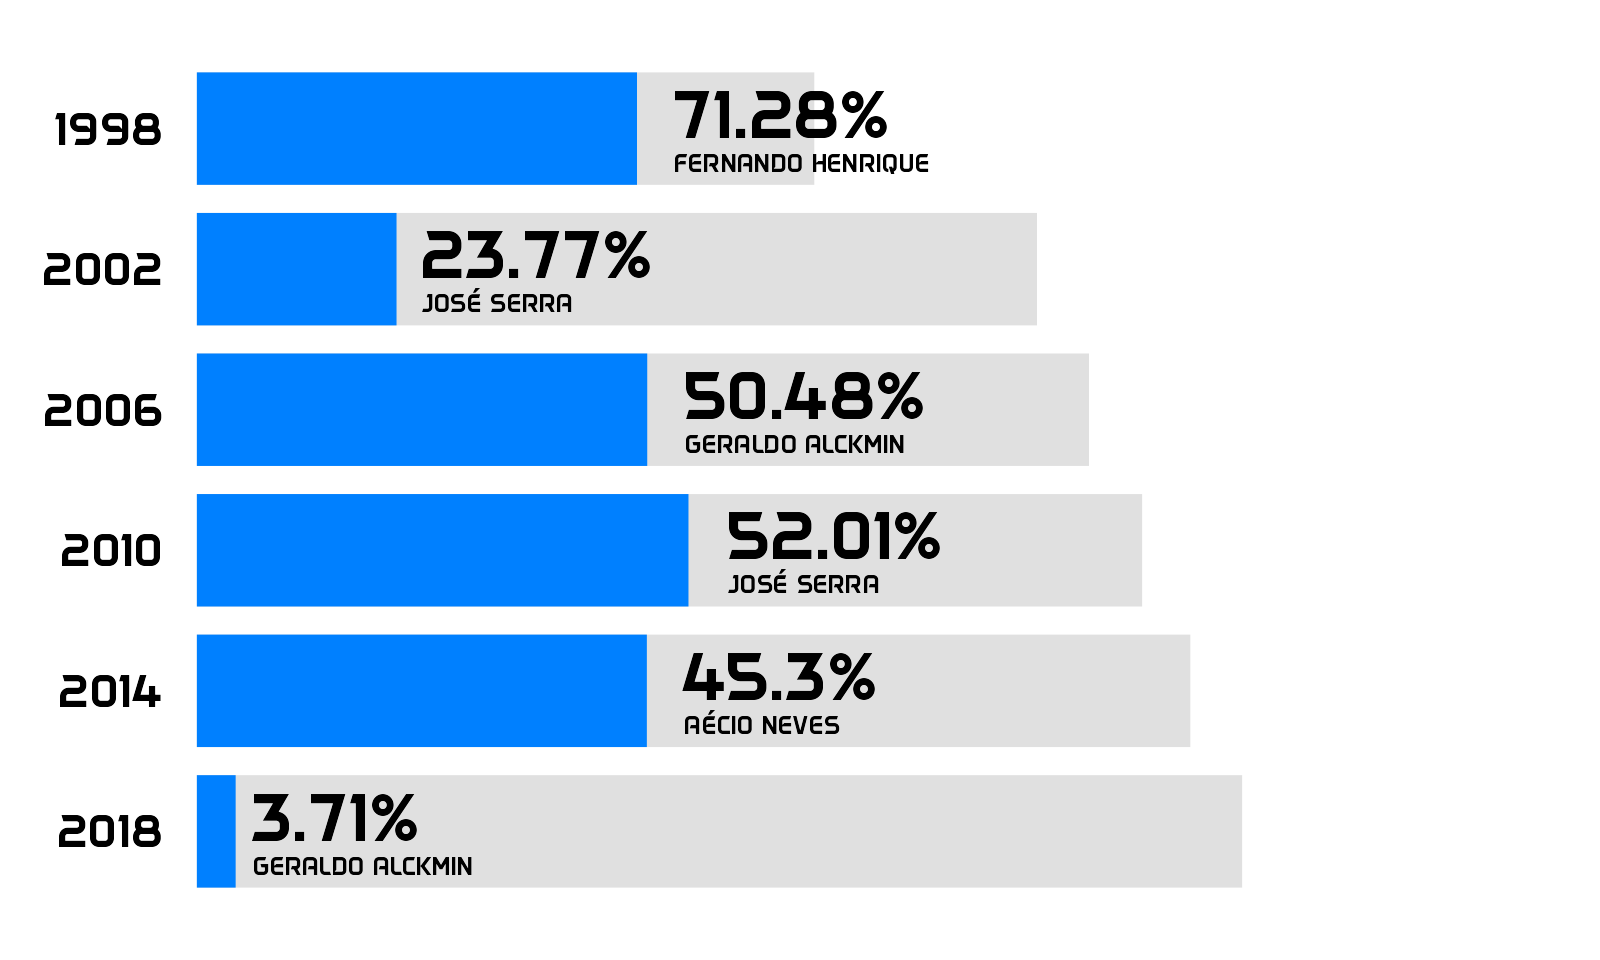 1998
71.28%
FERNANDO HENRIQUE
2002
23.77%
JOSÉ SERRA
2006
50.48%
GERALDO ALCKMIN
2010
52.01%
JOSÉ SERRA
2014
45.3%
AÉCIO NEVES
2018
3.71%
GERALDO ALCKMIN